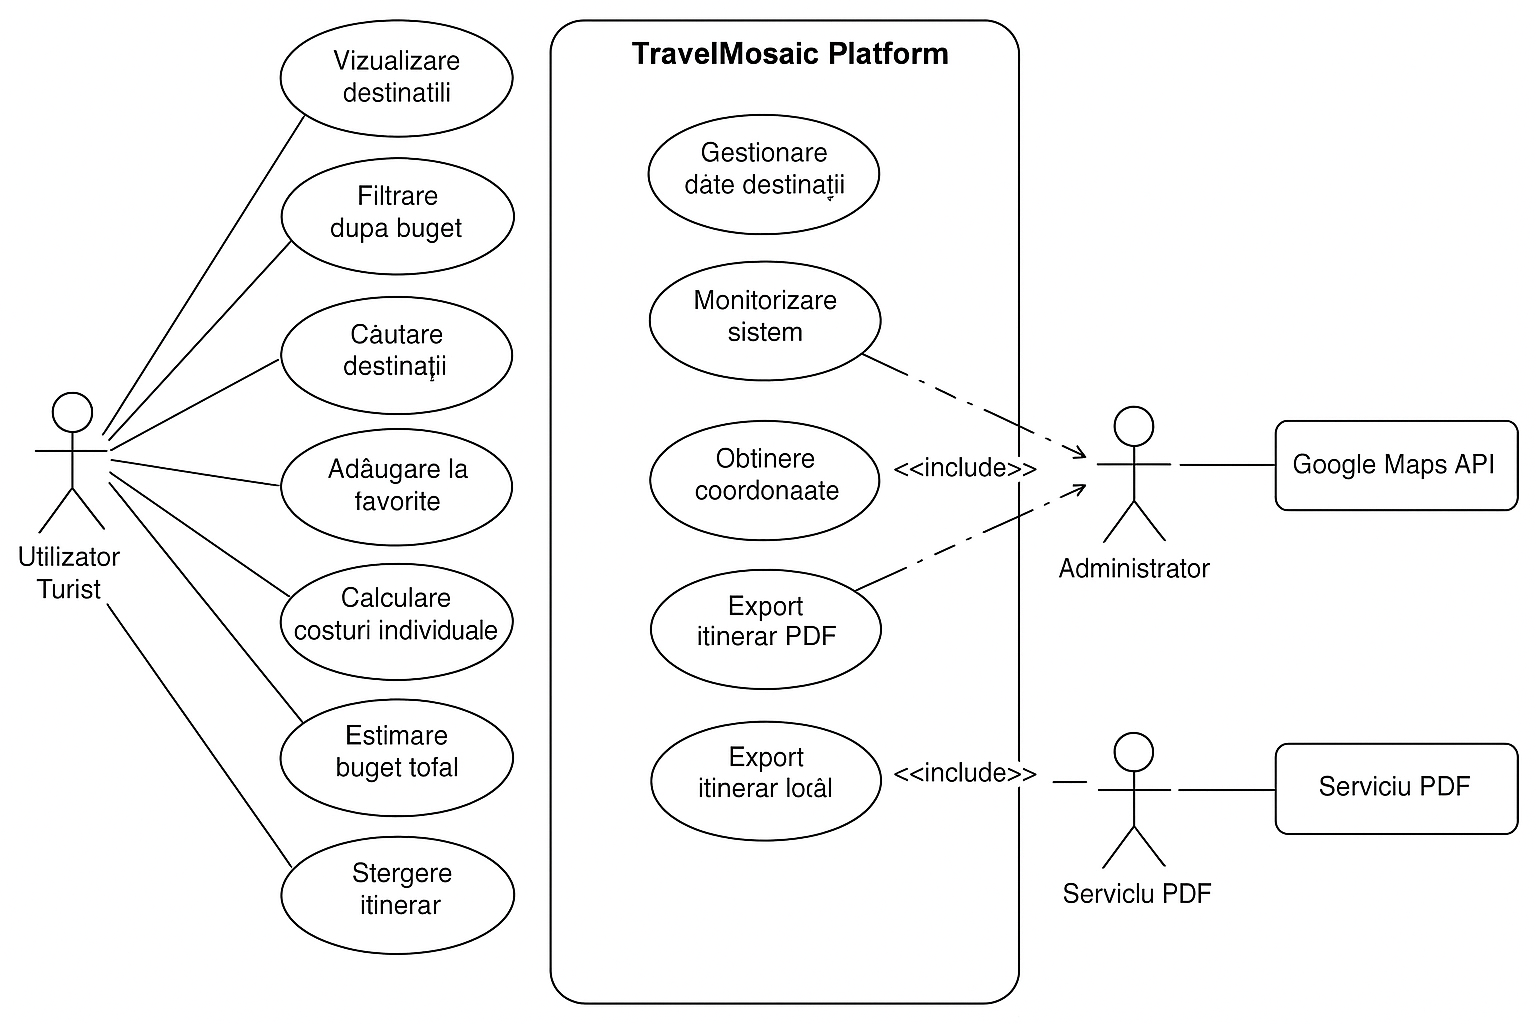 Vizualizare
destinatili
Filtrare
dupa buget
Cȧutare
destinaţii
Adâugare la
favorite
Calculare
costuri individuale
Estimare
buget tofal
Stergere
itinerar
Utilizator
Turist
TravelMosaic Platform
Gestionare
dȧte destinaţii
Monitorizare
sistem
Obtinere
coordonaate
<<include>>
Export
itinerar PDF
Export
itinerar locâl
<<include>>
Administrator
Google Maps API
Serviclu PDF
Serviciu PDF